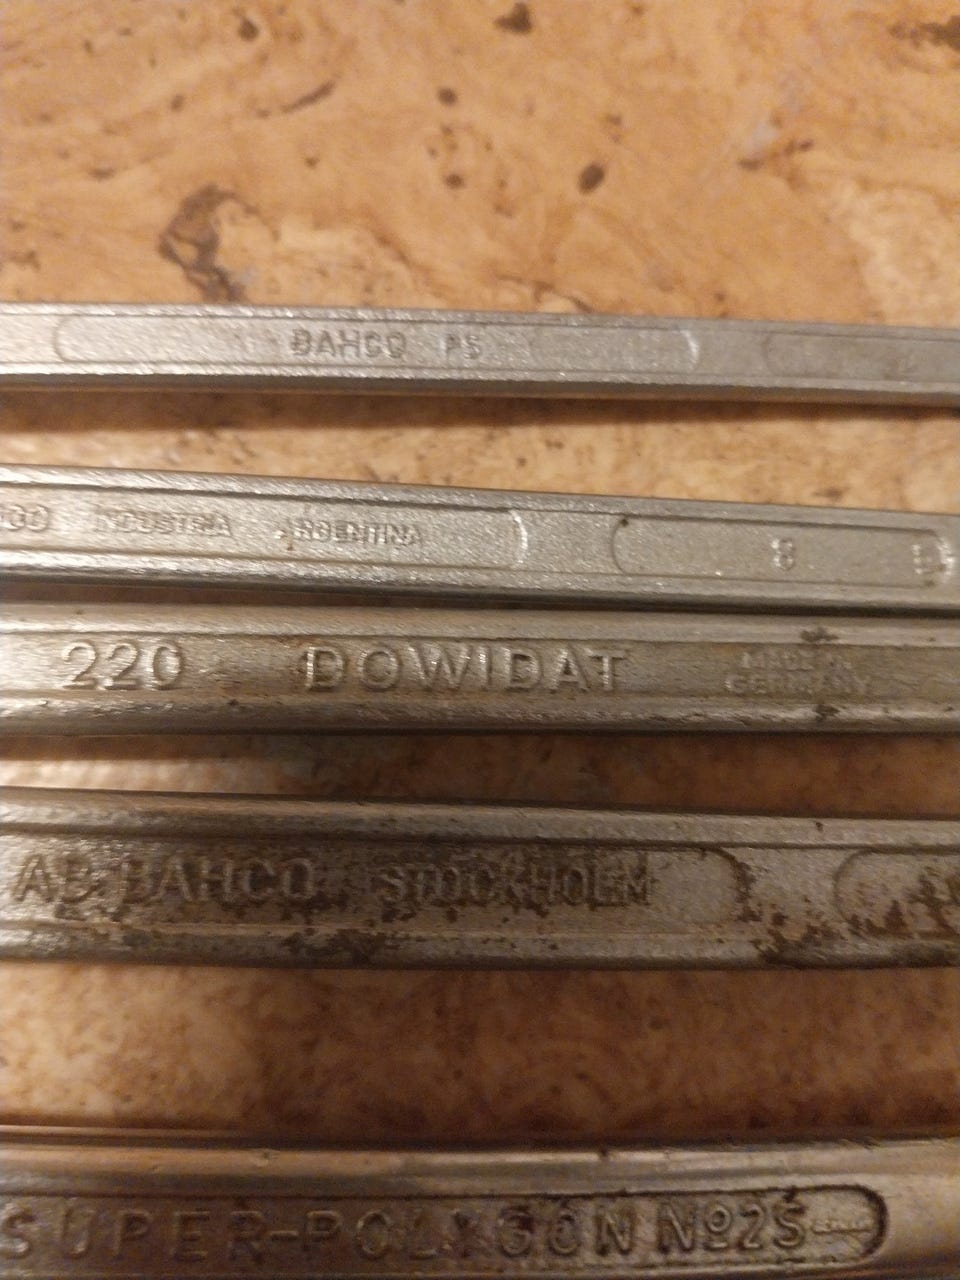 BAHCO PS
INDUSTRIA ARGENTINA 8
220 DOWIDAT MADE IN GERMANY
AB. BAHCO STOCKHOLM
SUPER-POLYGON Nº2S